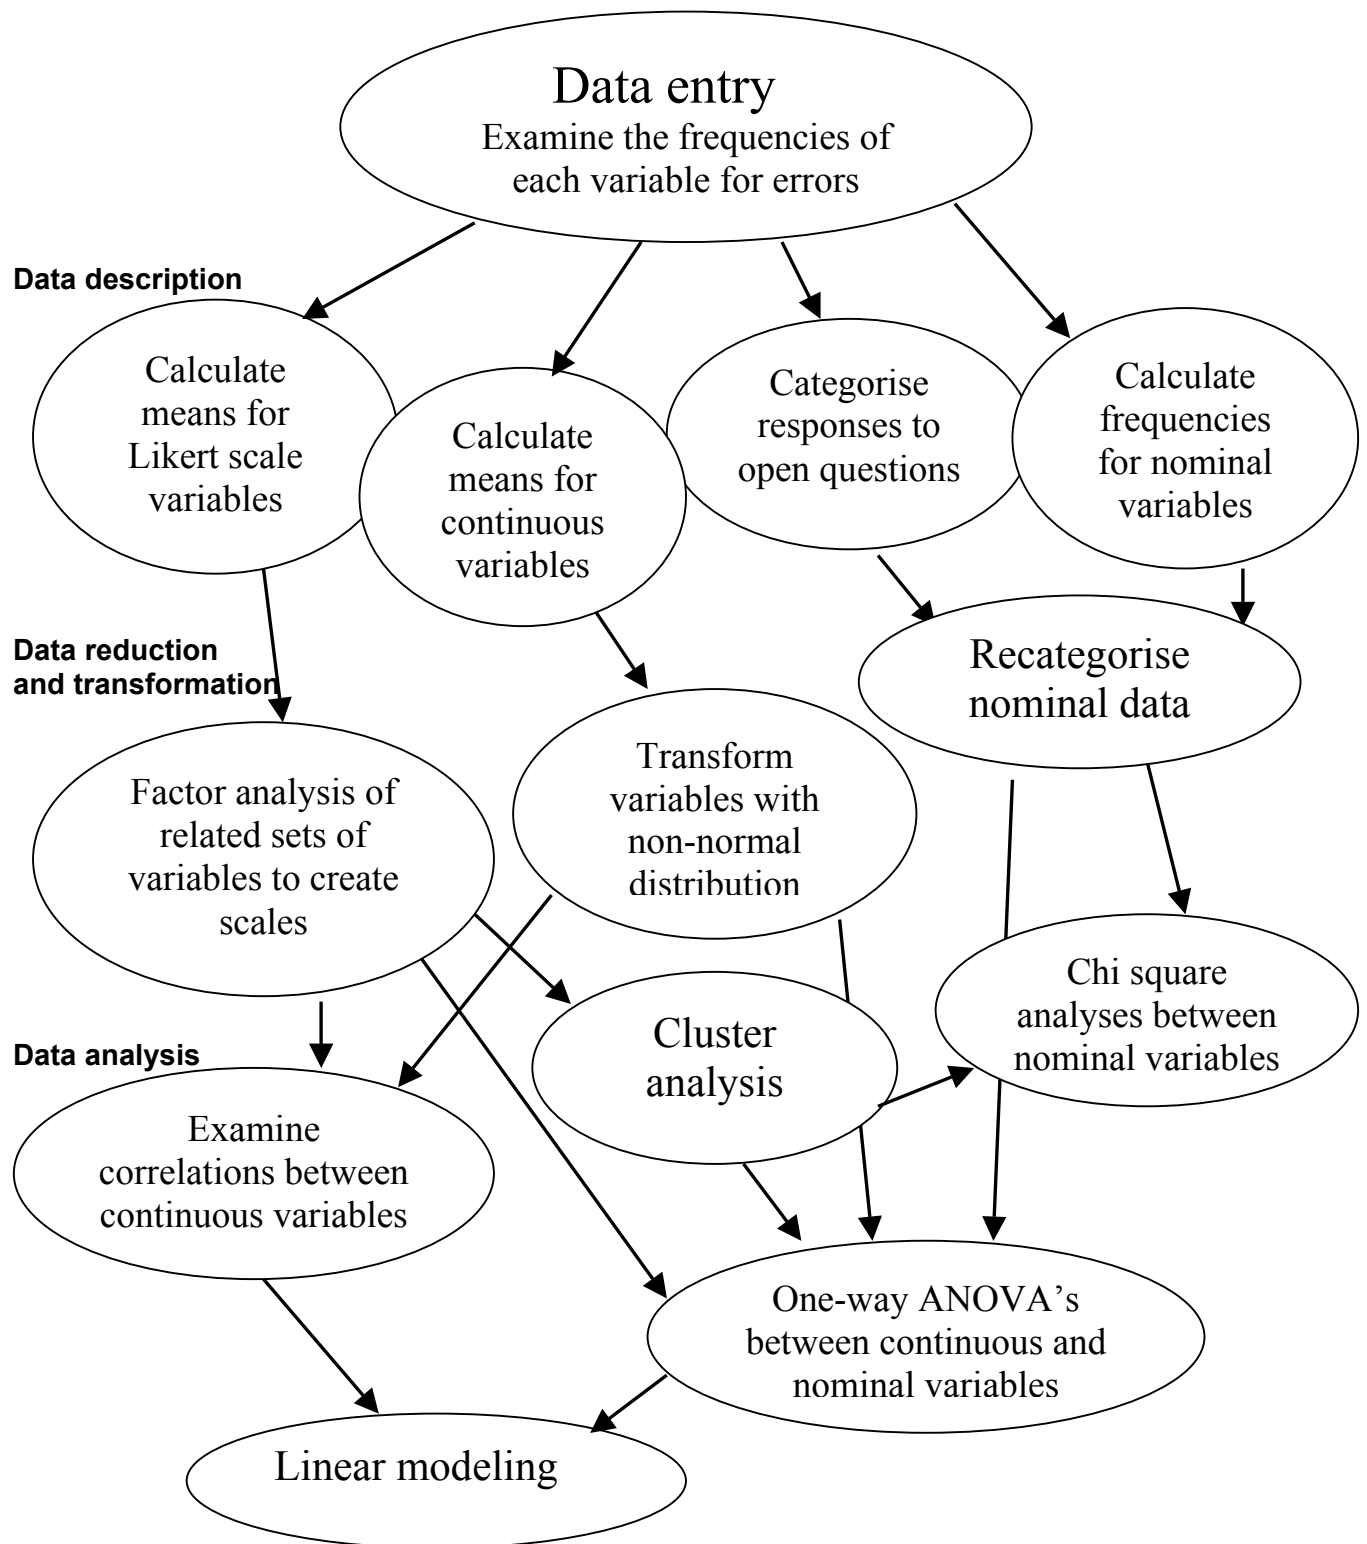 Data entry
Examine the frequencies of
each variable for errors
Data description
Calculate
means for
Likert scale
variables
Calculate
means for
continuous
variables
Categorise
responses to
open questions
Calculate
frequencies
for nominal
variables
Data reduction
and transformation
Recategorise
nominal data
Factor analysis of
related sets of
variables to create
scales
Transform
variables with
non-normal
distribution
Data analysis
Cluster
analysis
Chi square
analyses between
nominal variables
Examine
correlations between
continuous variables
One-way ANOVA’s
between continuous and
nominal variables
Linear modeling